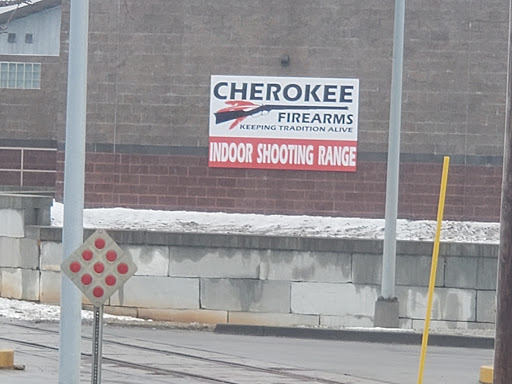 CHEROKEE
FIREARMS
KEEPING TRADITION ALIVE
INDOOR SHOOTING RANGE